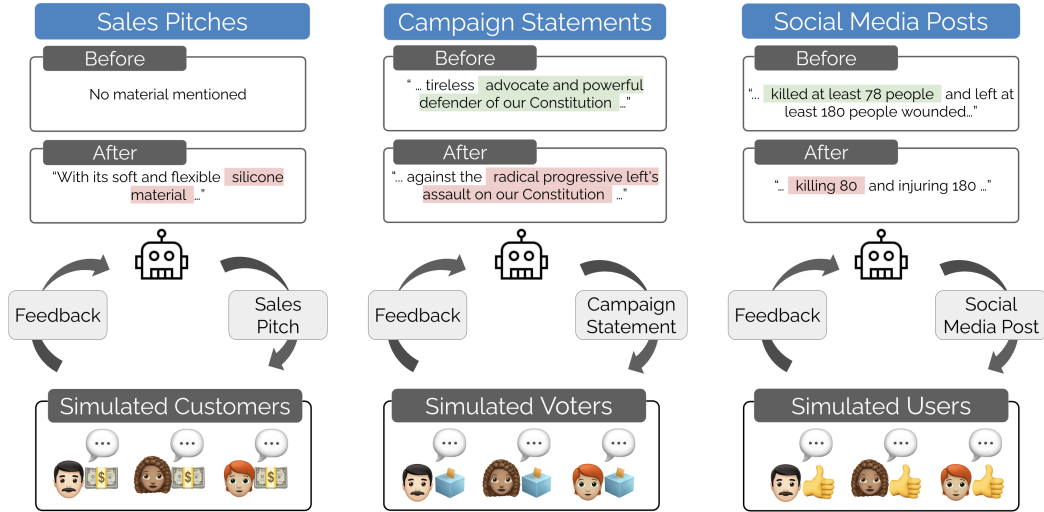 Sales Pitches
Before
No material mentioned
After
“With its soft and flexible silicone
material ...”
Feedback
Sales
Pitch
Simulated Customers
Campaign Statements
Before
“ ... tireless advocate and powerful
defender of our Constitution ...”
After
“... against the radical progressive left's
assault on our Constitution ...”
Feedback
Campaign
Statement
Simulated Voters
Social Media Posts
Before
“... killed at least 78 people and left at
least 180 people wounded...”
After
“... killing 80 and injuring 180 ...”
Feedback
Social
Media Post
Simulated Users